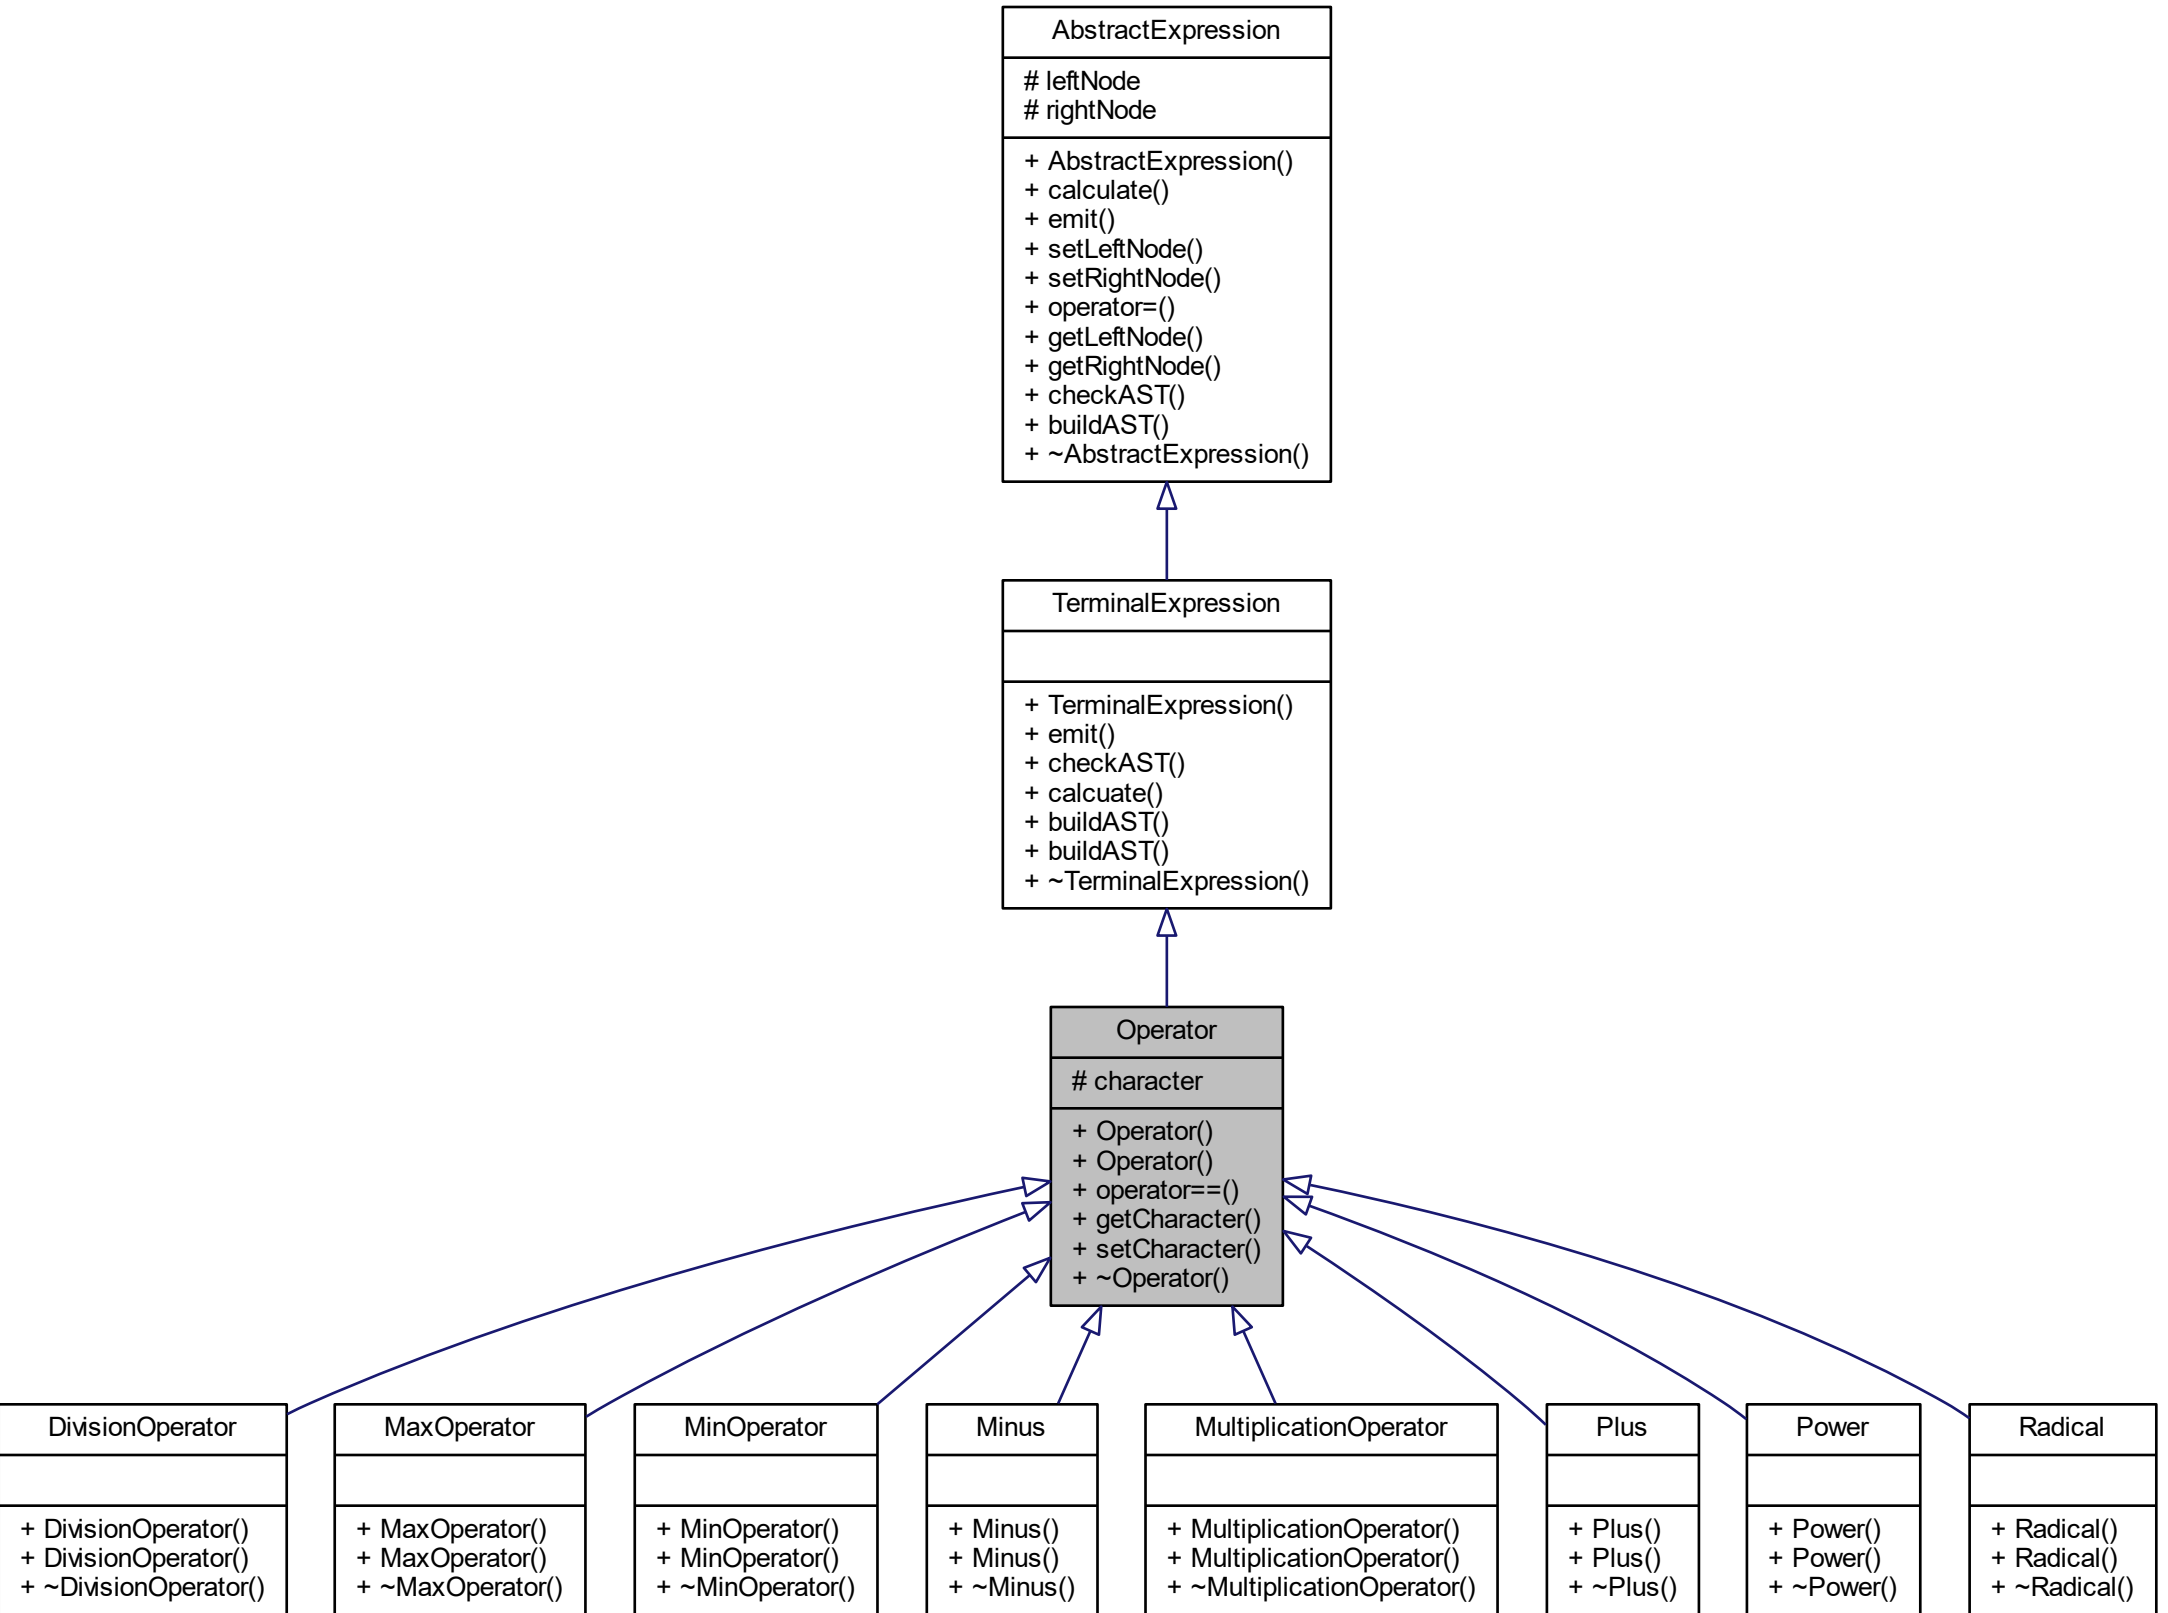 AbstractExpression
# leftNode
# rightNode
+ AbstractExpression()
+ calculate()
+ emit()
+ setLeftNode()
+ setRightNode()
+ operator=()
+ getLeftNode()
+ getRightNode()
+ checkAST()
+ buildAST()
+ ~AbstractExpression()
TerminalExpression
+ TerminalExpression()
+ emit()
+ checkAST()
+ calcuate()
+ buildAST()
+ buildAST()
+ ~TerminalExpression()
Operator
# character
+ Operator()
+ Operator()
+ operator==()
+ getCharacter()
+ setCharacter()
+ ~Operator()
DivisionOperator
+ DivisionOperator()
+ DivisionOperator()
+ ~DivisionOperator()
MaxOperator
+ MaxOperator()
+ MaxOperator()
+ ~MaxOperator()
MinOperator
+ MinOperator()
+ MinOperator()
+ ~MinOperator()
Minus
+ Minus()
+ Minus()
+ ~Minus()
MultiplicationOperator
+ MultiplicationOperator()
+ MultiplicationOperator()
+ ~MultiplicationOperator()
Plus
+ Plus()
+ Plus()
+ ~Plus()
Power
+ Power()
+ Power()
+ ~Power()
Radical
+ Radical()
+ Radical()
+ ~Radical()